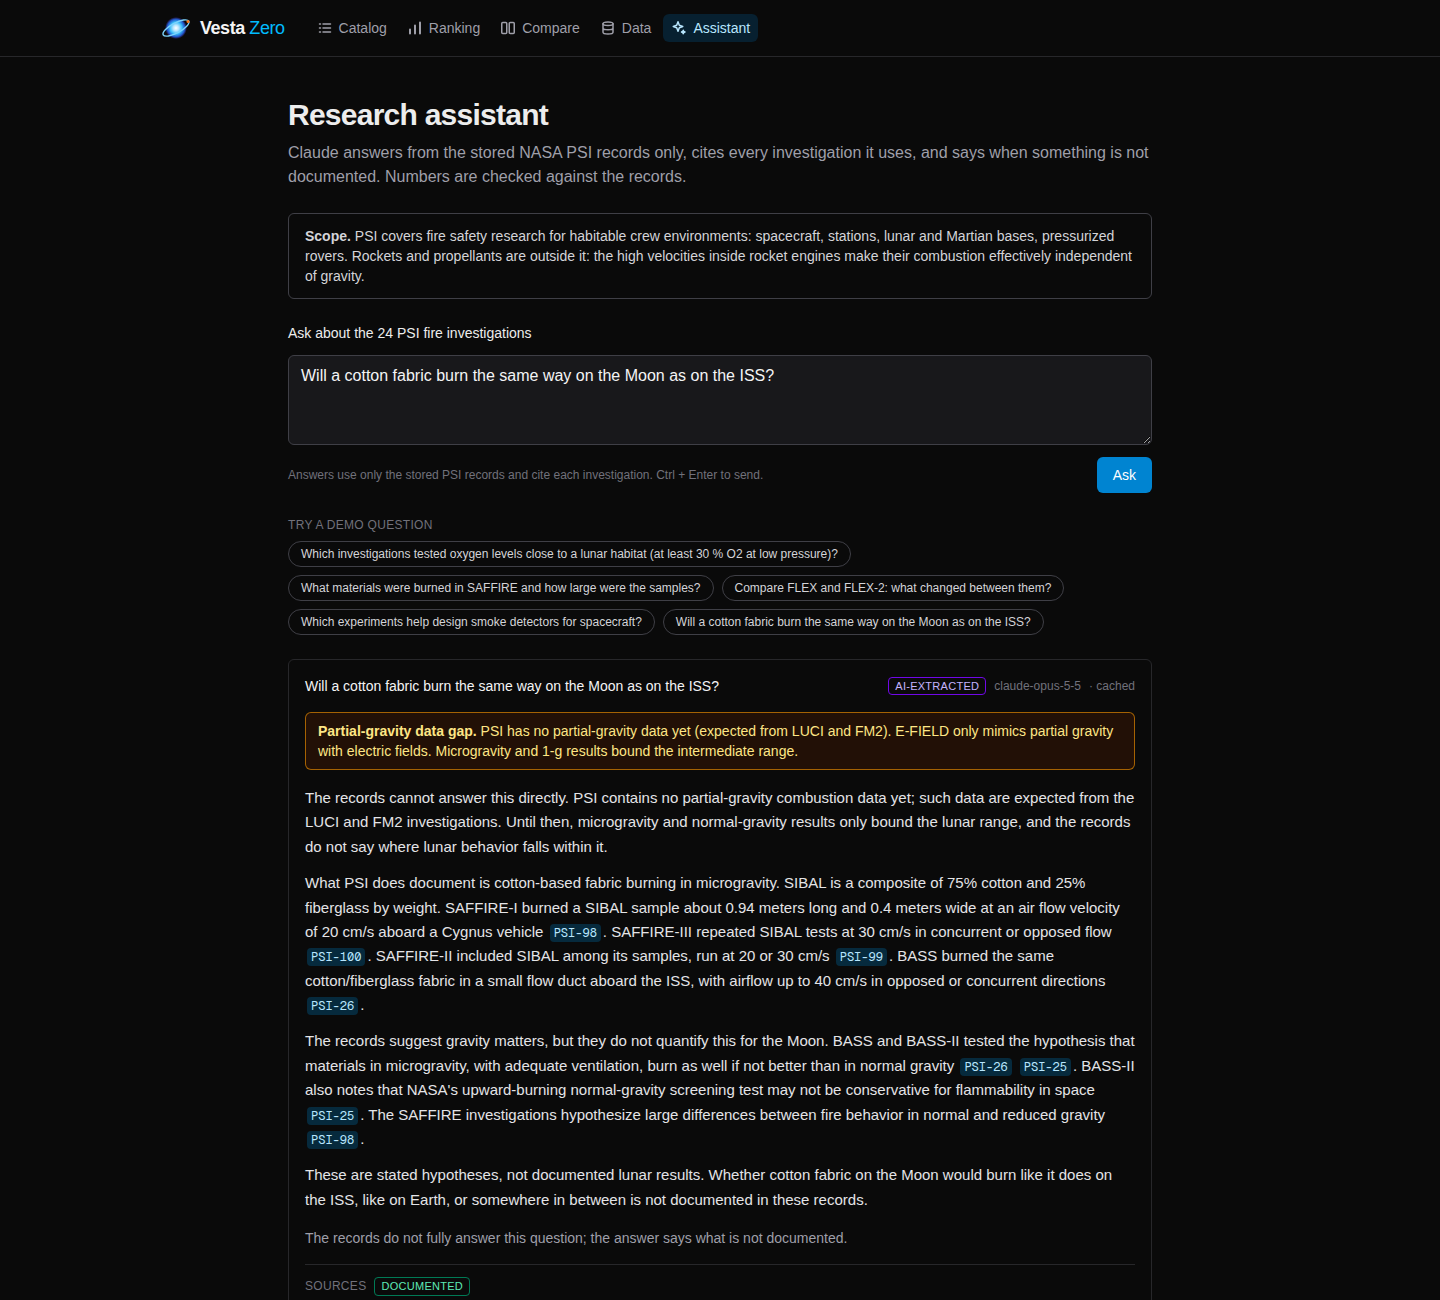 Vesta Zero Catalog Ranking Compare Data Assistant
Research assistant
Claude answers from the stored NASA PSI records only, cites every investigation it uses, and says when something is not
documented. Numbers are checked against the records.
Scope. PSI covers fire safety research for habitable crew environments: spacecraft, stations, lunar and Martian bases, pressurized
rovers. Rockets and propellants are outside it: the high velocities inside rocket engines make their combustion effectively independent
of gravity.
Ask about the 24 PSI fire investigations
Will a cotton fabric burn the same way on the Moon as on the ISS?
Answers use only the stored PSI records and cite each investigation. Ctrl + Enter to send.
Ask
TRY A DEMO QUESTION
Which investigations tested oxygen levels close to a lunar habitat (at least 30 % O2 at low pressure)?
What materials were burned in SAFFIRE and how large were the samples? Compare FLEX and FLEX-2: what changed between them?
Which experiments help design smoke detectors for spacecraft? Will a cotton fabric burn the same way on the Moon as on the ISS?
Will a cotton fabric burn the same way on the Moon as on the ISS? AI-EXTRACTED claude-opus-5-5 · cached
Partial-gravity data gap. PSI has no partial-gravity data yet (expected from LUCI and FM2). E-FIELD only mimics partial gravity
with electric fields. Microgravity and 1-g results bound the intermediate range.
The records cannot answer this directly. PSI contains no partial-gravity combustion data yet; such data are expected from the
LUCI and FM2 investigations. Until then, microgravity and normal-gravity results only bound the lunar range, and the records
do not say where lunar behavior falls within it.
What PSI does document is cotton-based fabric burning in microgravity. SIBAL is a composite of 75% cotton and 25%
fiberglass by weight. SAFFIRE-I burned a SIBAL sample about 0.94 meters long and 0.4 meters wide at an air flow velocity
of 20 cm/s aboard a Cygnus vehicle PSI-98. SAFFIRE-III repeated SIBAL tests at 30 cm/s in concurrent or opposed flow
PSI-100. SAFFIRE-II included SIBAL among its samples, run at 20 or 30 cm/s PSI-99. BASS burned the same
cotton/fiberglass fabric in a small flow duct aboard the ISS, with airflow up to 40 cm/s in opposed or concurrent directions
PSI-26.
The records suggest gravity matters, but they do not quantify this for the Moon. BASS and BASS-II tested the hypothesis that
materials in microgravity, with adequate ventilation, burn as well if not better than in normal gravity PSI-26 PSI-25. BASS-II
also notes that NASA's upward-burning normal-gravity screening test may not be conservative for flammability in space
PSI-25. The SAFFIRE investigations hypothesize large differences between fire behavior in normal and reduced gravity
PSI-98.
These are stated hypotheses, not documented lunar results. Whether cotton fabric on the Moon would burn like it does on
the ISS, like on Earth, or somewhere in between is not documented in these records.
The records do not fully answer this question; the answer says what is not documented.
SOURCES DOCUMENTED